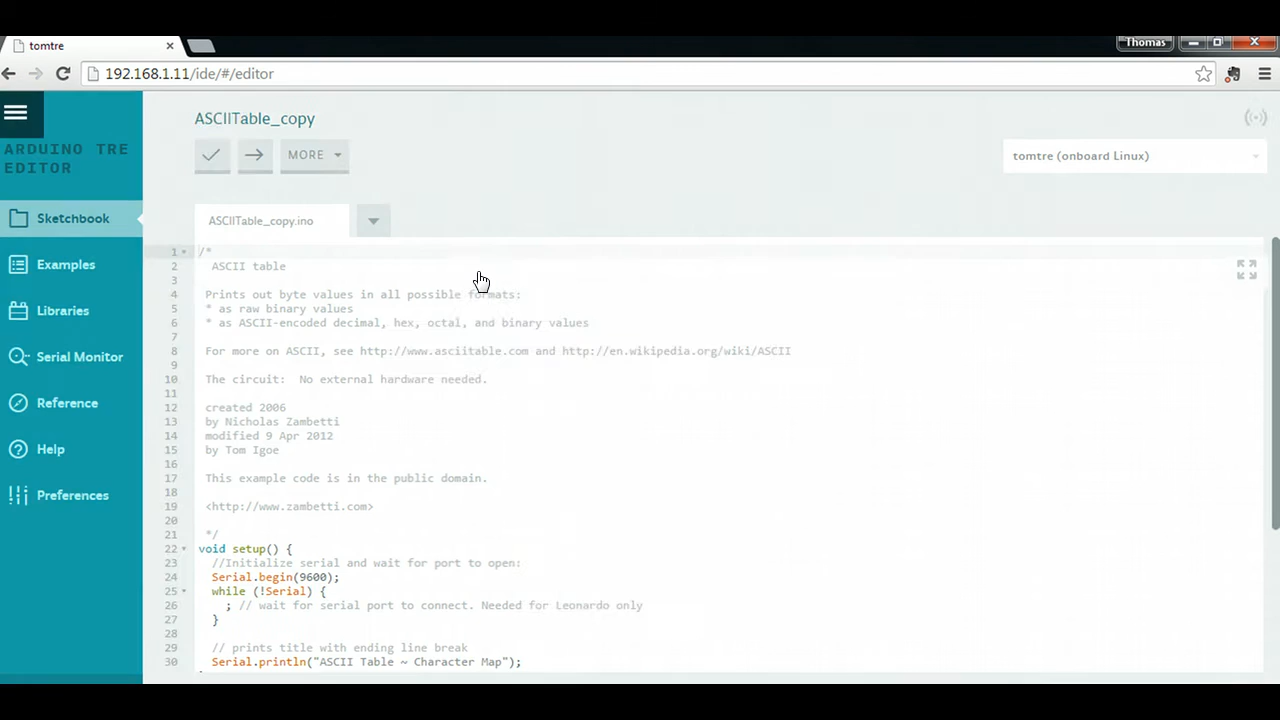 tomtre
Thomas
192.168.1.11/ide/#/editor
ARDUINO TRE
EDITOR
Sketchbook
Examples
Libraries
Serial Monitor
Reference
Help
Preferences
ASCIITable_copy
MORE
tomtre (onboard Linux)
ASCIITable_copy.ino
1 /*
2 ASCII table
3
4 Prints out byte values in all possible formats:
5 * as raw binary values
6 * as ASCII-encoded decimal, hex, octal, and binary values
7
8 For more on ASCII, see http://www.asciitable.com and http://en.wikipedia.org/wiki/ASCII
9
10 The circuit:  No external hardware needed.
11
12 created 2006
13 by Nicholas Zambetti
14 modified 9 Apr 2012
15 by Tom Igoe
16
17 This example code is in the public domain.
18
19 <http://www.zambetti.com>
20
21 */
22 void setup() {
23 //Initialize serial and wait for port to open:
24 Serial.begin(9600);
25 while (!Serial) {
26 ; // wait for serial port to connect. Needed for Leonardo only
27 }
28
29 // prints title with ending line break
30 Serial.println("ASCII Table ~ Character Map");